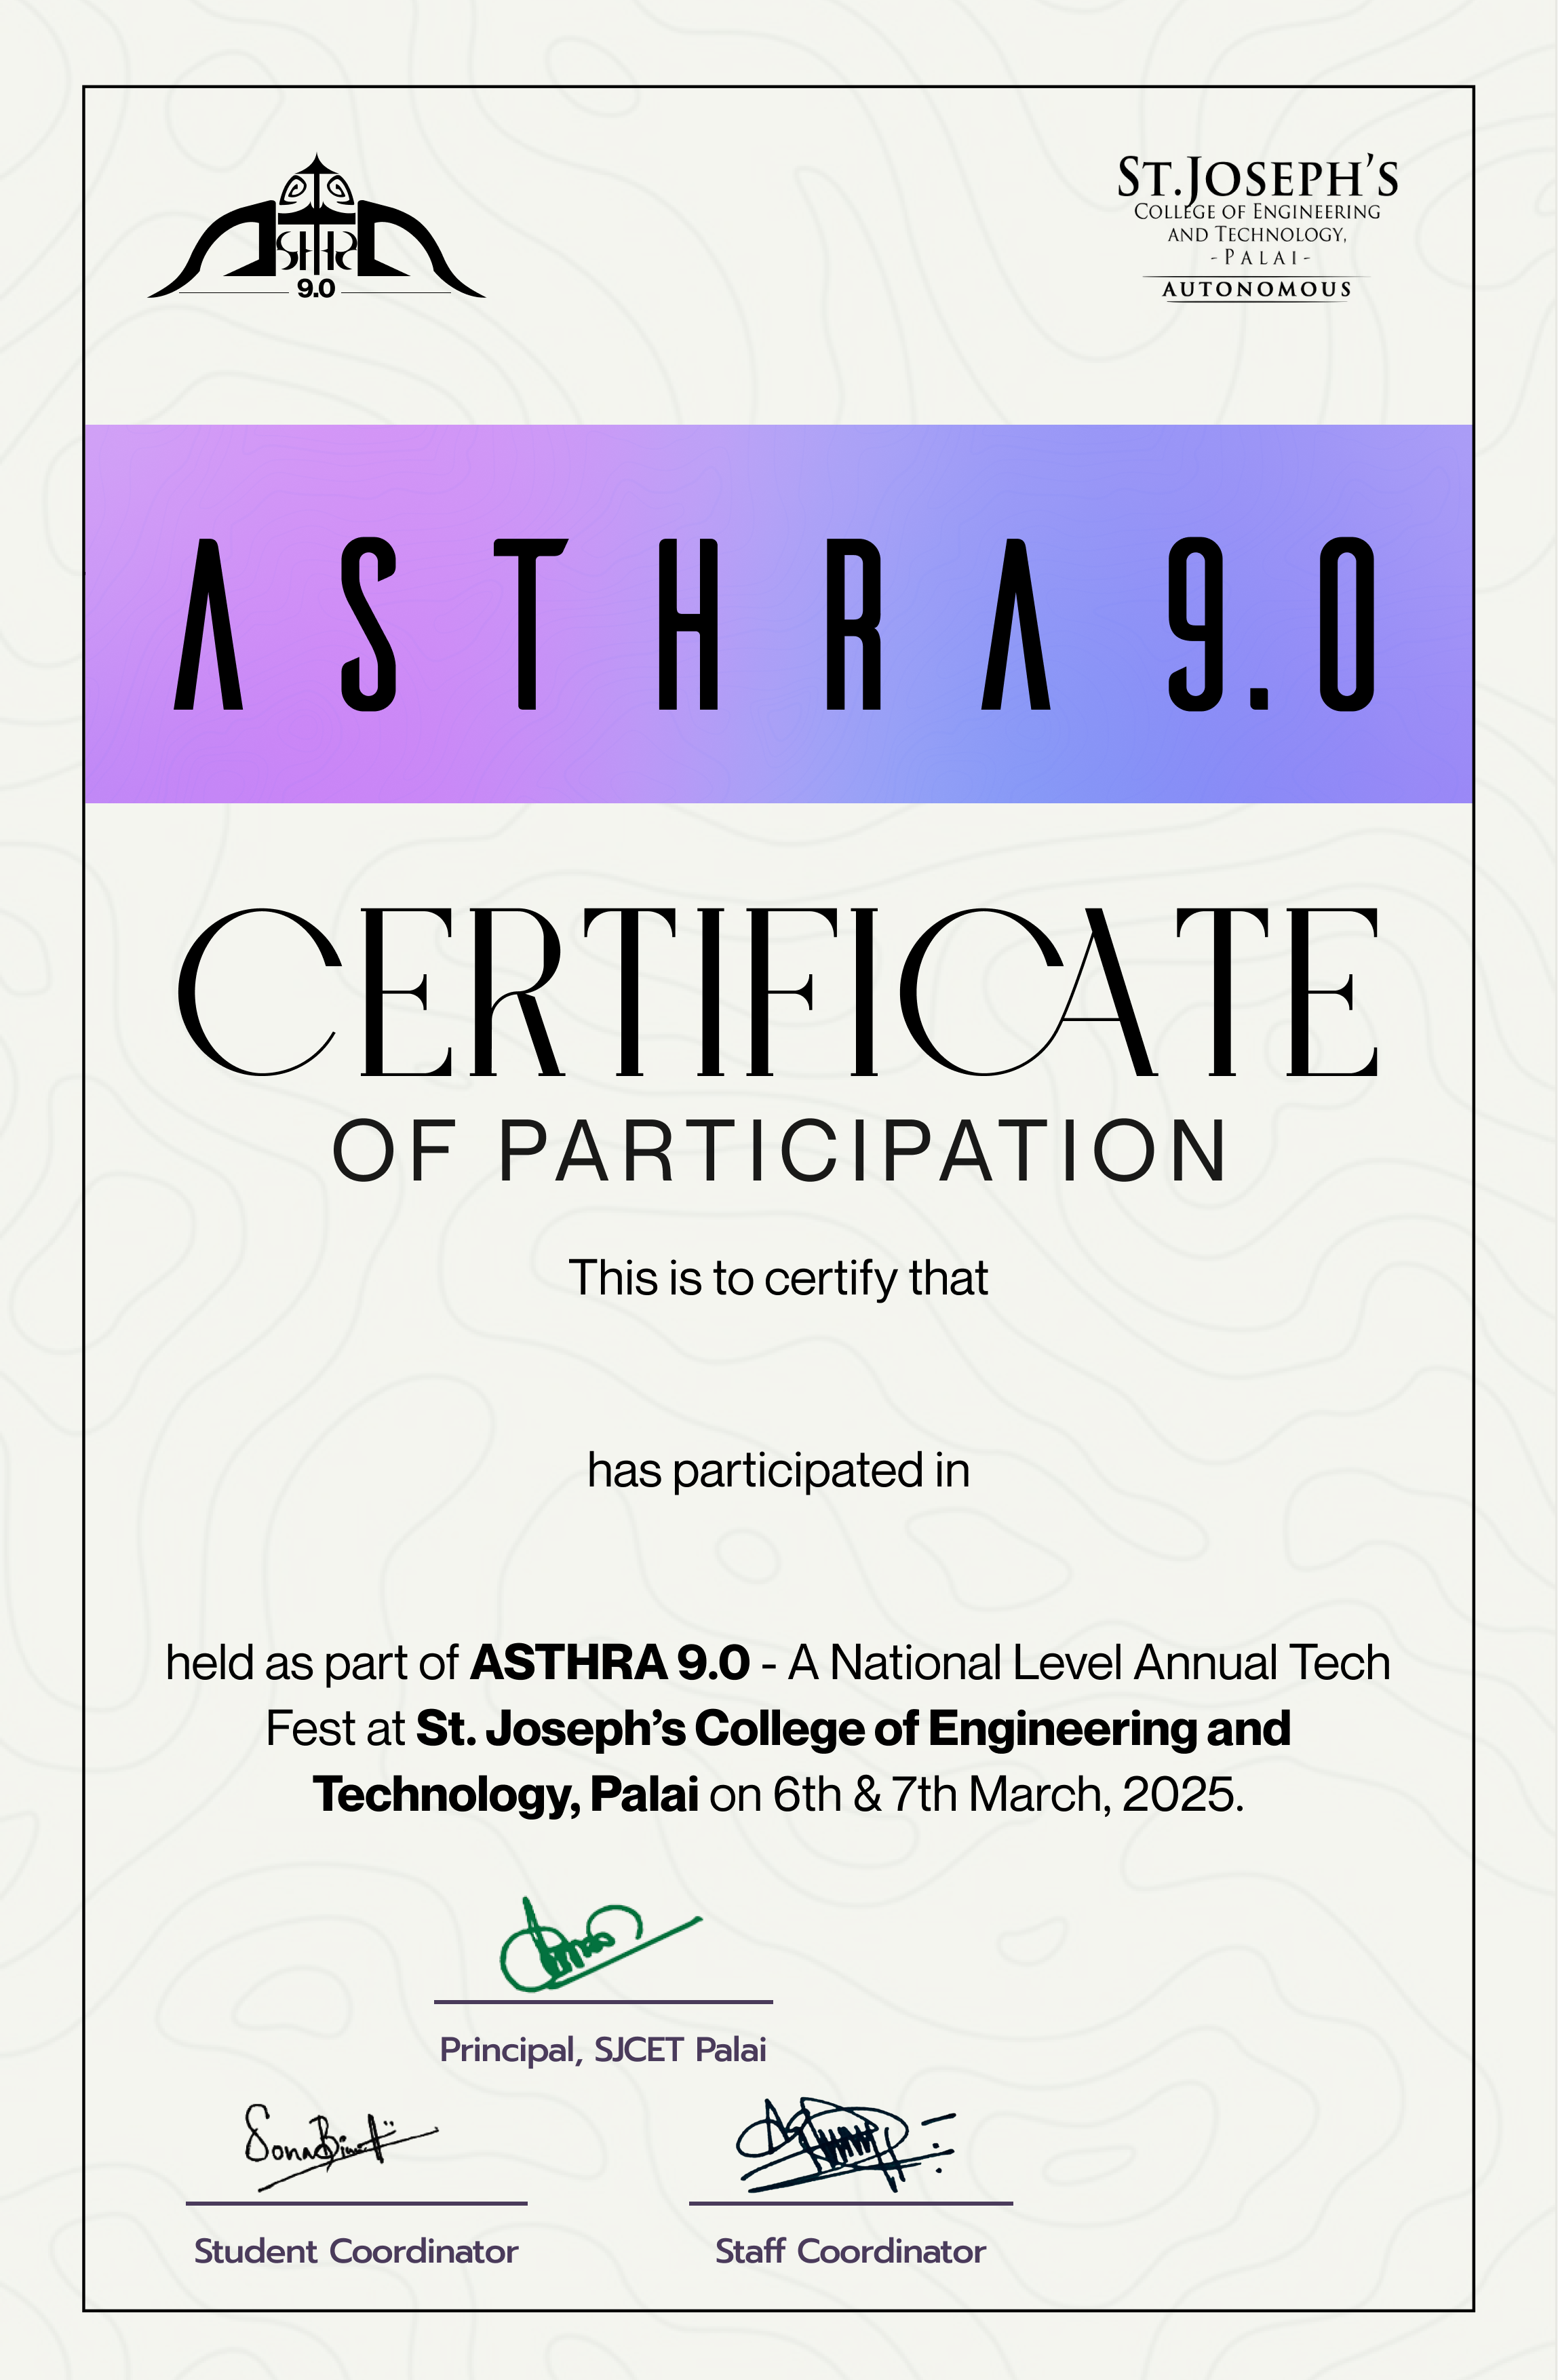 9.0
ST. JOSEPH'S
COLLEGE OF ENGINEERING
AND TECHNOLOGY,
- PALAI -
AUTONOMOUS
ASTHRA 9.0
CERTIFICATE
OF PARTICIPATION
This is to certify that
has participated in
held as part of ASTHRA 9.0 - A National Level Annual Tech
Fest at St. Joseph’s College of Engineering and
Technology, Palai on 6th & 7th March, 2025.
Principal, SJCET Palai
Student Coordinator
Staff Coordinator